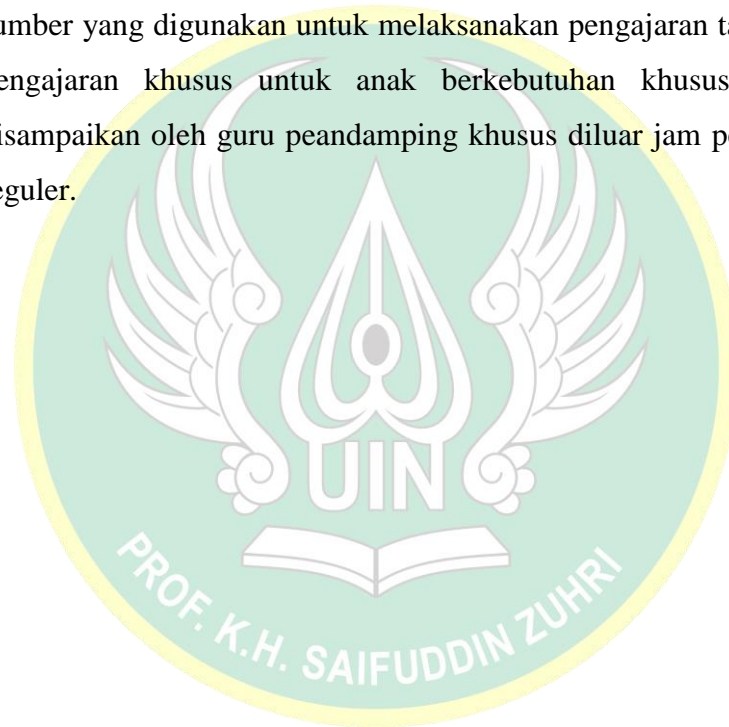 umber yang digunakan untuk melaksanakan pengajaran ta
engajaran khusus untuk anak berkebutuhan khusus
isampaikan oleh guru peandamping khusus diluar jam pe
eguler.
UIN
PROF. K.H. SAIFUDDIN ZUHRI